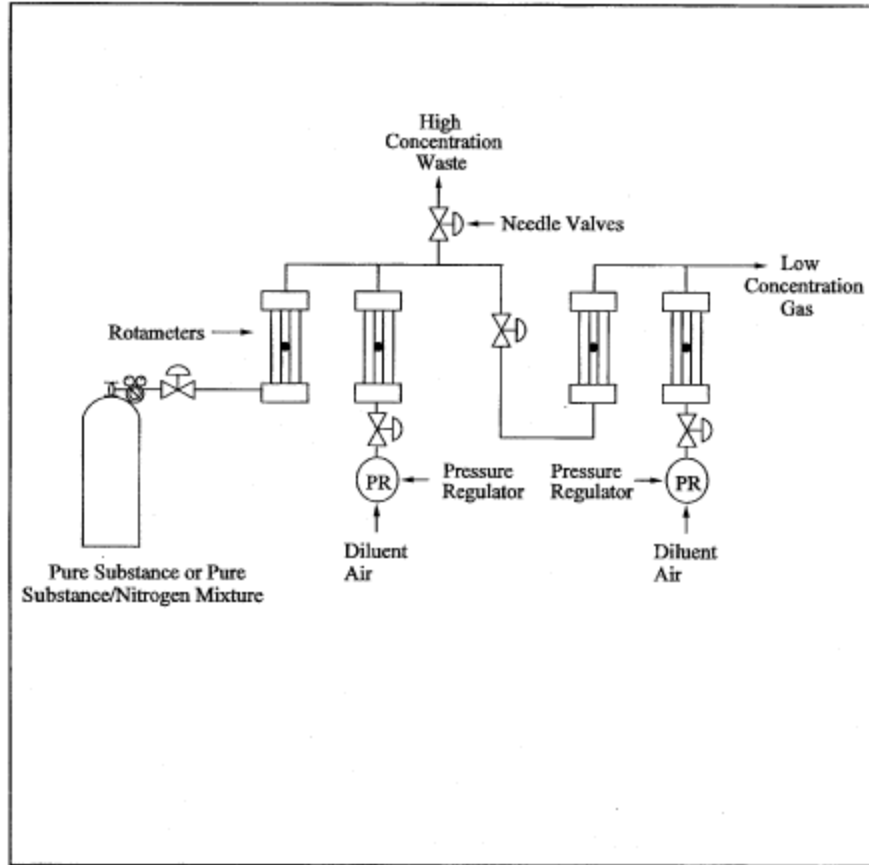 High
Concentration
Waste
Needle Valves
Low
Concentration
Gas
Rotameters
PR
Pressure
Regulator
Pressure
Regulator
PR
Diluent
Air
Diluent
Air
Pure Substance or Pure
Substance/Nitrogen Mixture